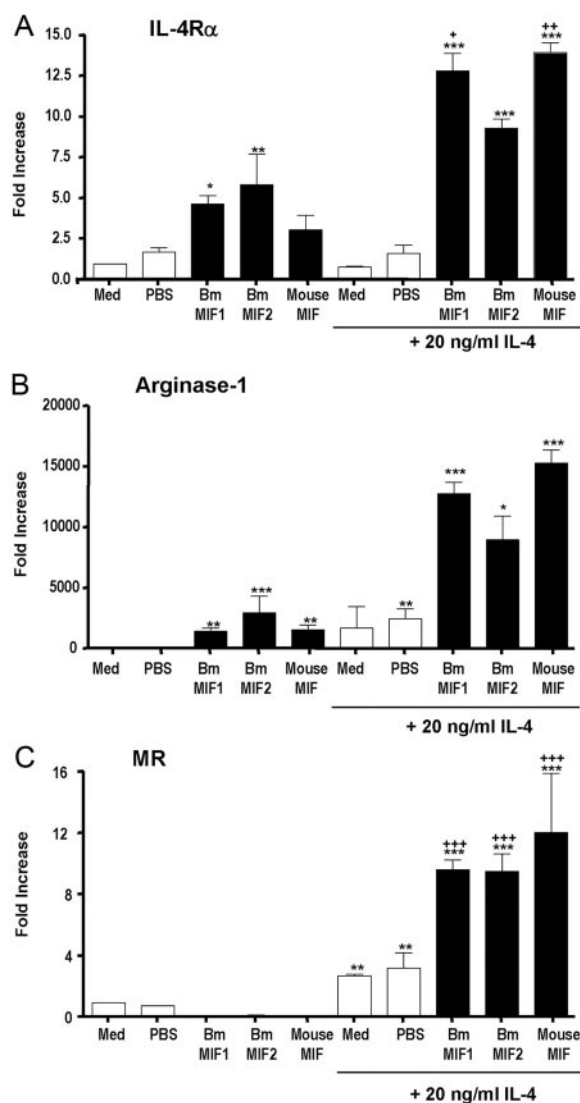 A IL-4Rα
+ ++
*** ***
***
* **
15.0
12.5
10.0
7.5
5.0
2.5
0.0
Fold Increase
Med PBS Bm Bm Mouse Med PBS Bm Bm Mouse
MIF1 MIF2 MIF MIF1 MIF2 MIF
+ 20 ng/ml IL-4
B Arginase-1
20000
15000
10000
5000
0
Fold Increase
** *** ** ** *** * ***
Med PBS Bm Bm Mouse Med PBS Bm Bm Mouse
MIF1 MIF2 MIF MIF1 MIF2 MIF
+ 20 ng/ml IL-4
C MR
16
12
8
4
0
Fold Increase
+++ +++ +++
** ** *** *** ***
Med PBS Bm Bm Mouse Med PBS Bm Bm Mouse
MIF1 MIF2 MIF MIF1 MIF2 MIF
+ 20 ng/ml IL-4